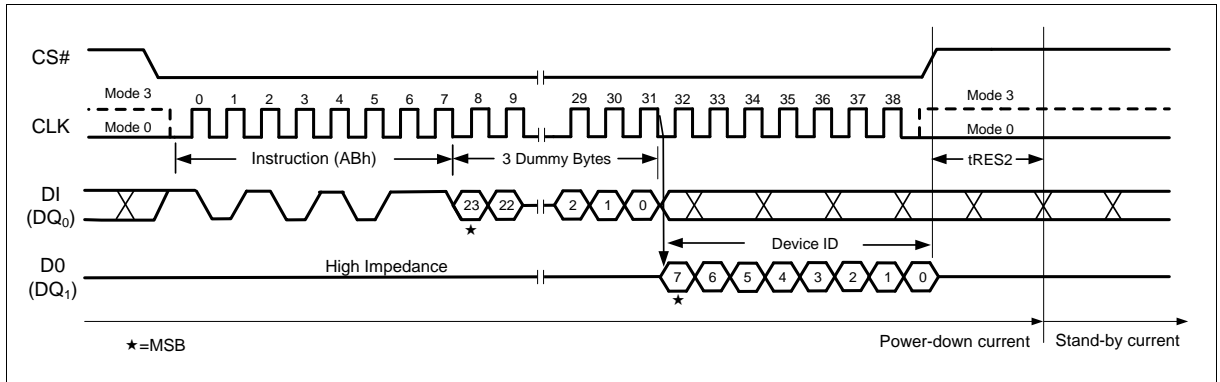 CS#
Mode 3
0 1 2 3 4 5 6 7 8 9 29 30 31 32 33 34 35 36 37 38
Mode 3
CLK
Mode 0
Mode 0
Instruction (ABh)
3 Dummy Bytes
tRES2
DI
(DQ0)
23 22 2 1 0
★
Device ID
D0
(DQ1)
High Impedance
7 6 5 4 3 2 1 0
★
★=MSB
Power-down current
Stand-by current